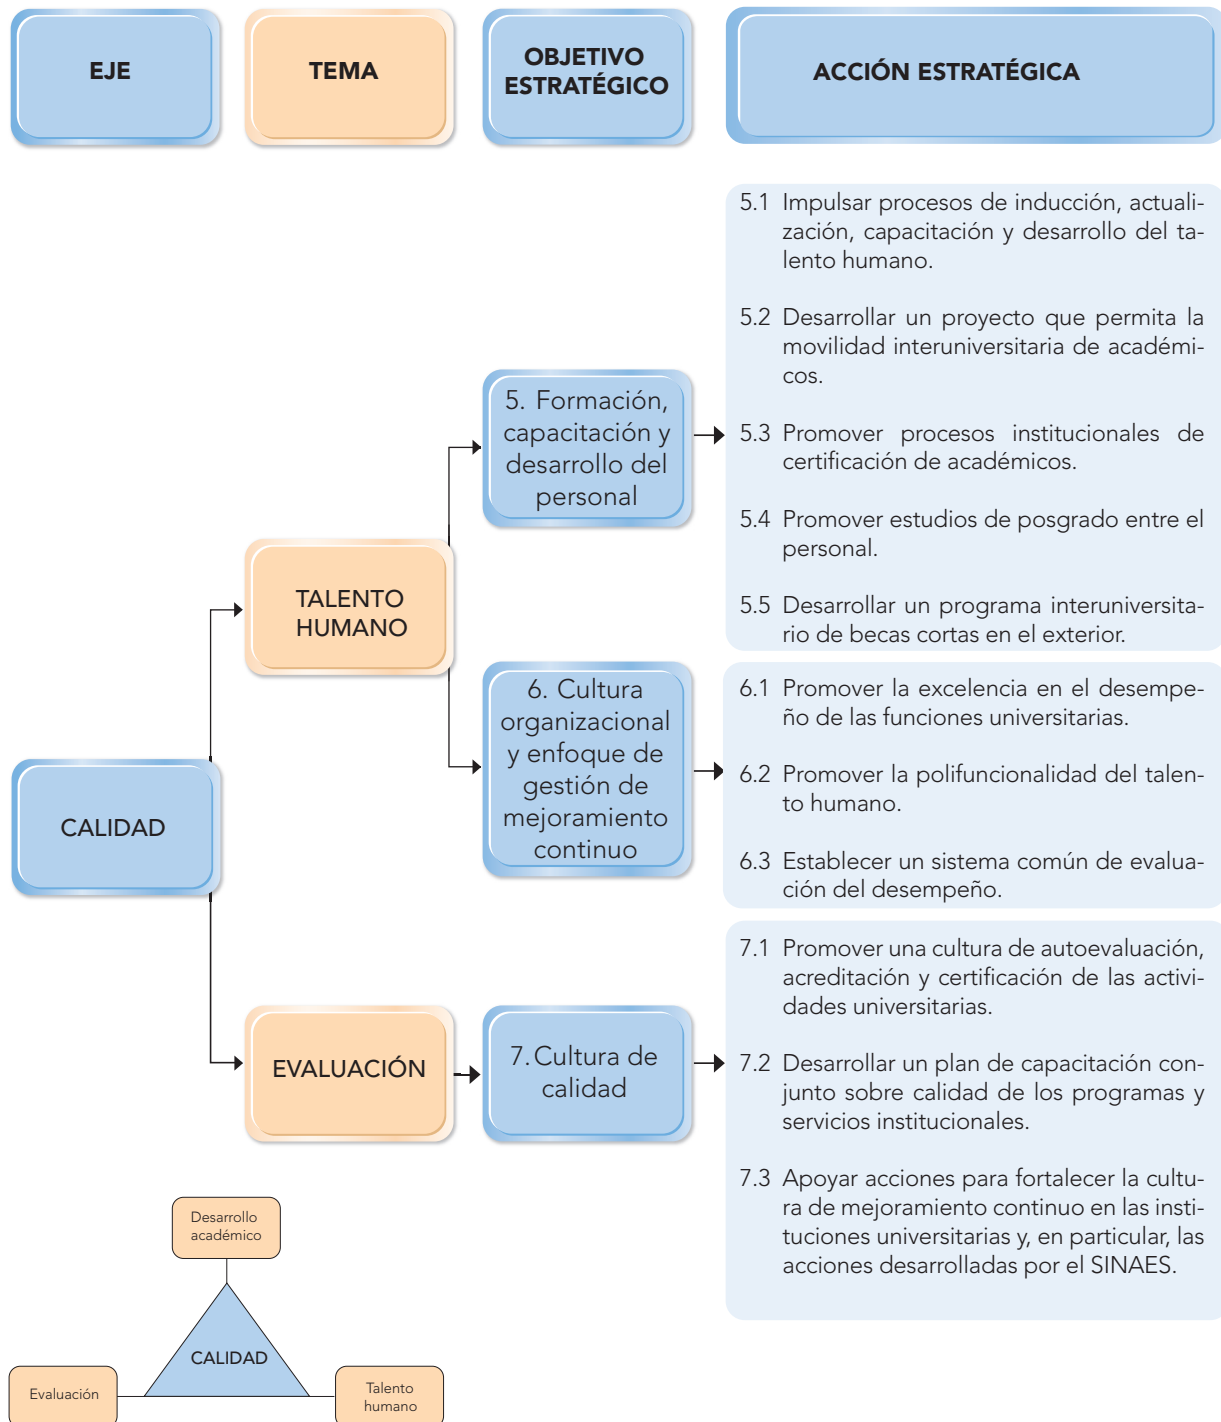 EJE
TEMA
OBJETIVO
ESTRATÉGICO
ACCIÓN ESTRATÉGICA
CALIDAD
TALENTO
HUMANO
5. Formación,
capacitación y
desarrollo del
personal
5.1 Impulsar procesos de inducción, actuali-
zación, capacitación y desarrollo del ta-
lento humano.
5.2 Desarrollar un proyecto que permita la
movilidad interuniversitaria de académi-
cos.
5.3 Promover procesos institucionales de
certificación de académicos.
5.4 Promover estudios de posgrado entre el
personal.
5.5 Desarrollar un programa interuniversita-
rio de becas cortas en el exterior.
6. Cultura
organizacional
y enfoque de
gestión de
mejoramiento
continuo
6.1 Promover la excelencia en el desempe-
ño de las funciones universitarias.
6.2 Promover la polifuncionalidad del talen-
to humano.
6.3 Establecer un sistema común de evalua-
ción del desempeño.
EVALUACIÓN
7. Cultura de
calidad
7.1 Promover una cultura de autoevaluación,
acreditación y certificación de las activi-
dades universitarias.
7.2 Desarrollar un plan de capacitación con-
junto sobre calidad de los programas y
servicios institucionales.
7.3 Apoyar acciones para fortalecer la cultu-
ra de mejoramiento continuo en las insti-
tuciones universitarias y, en particular, las
acciones desarrolladas por el SINAES.
Desarrollo
académico
CALIDAD
Evaluación
Talento
humano